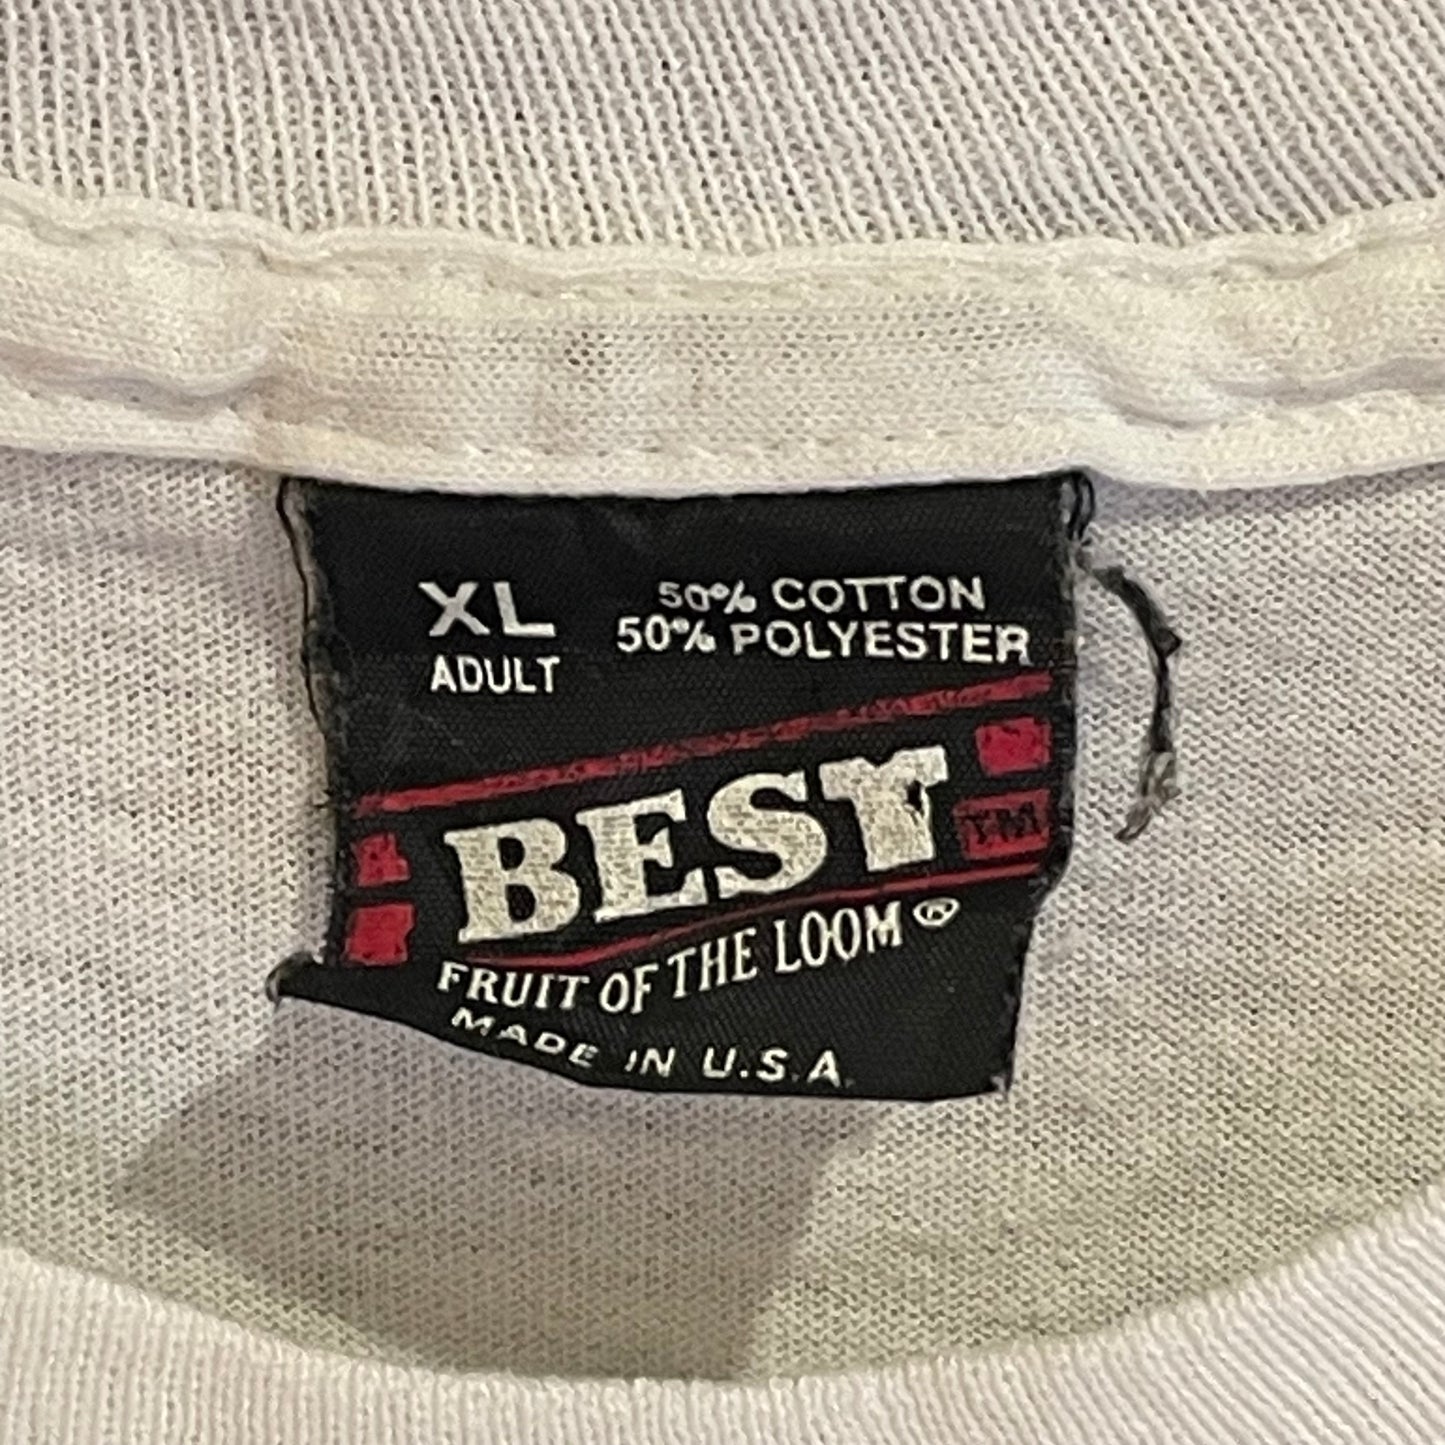 XL
ADULT
50% COTTON
50% POLYESTER
BEST TM
FRUIT OF THE LOOM ®
MADE IN U.S.A.